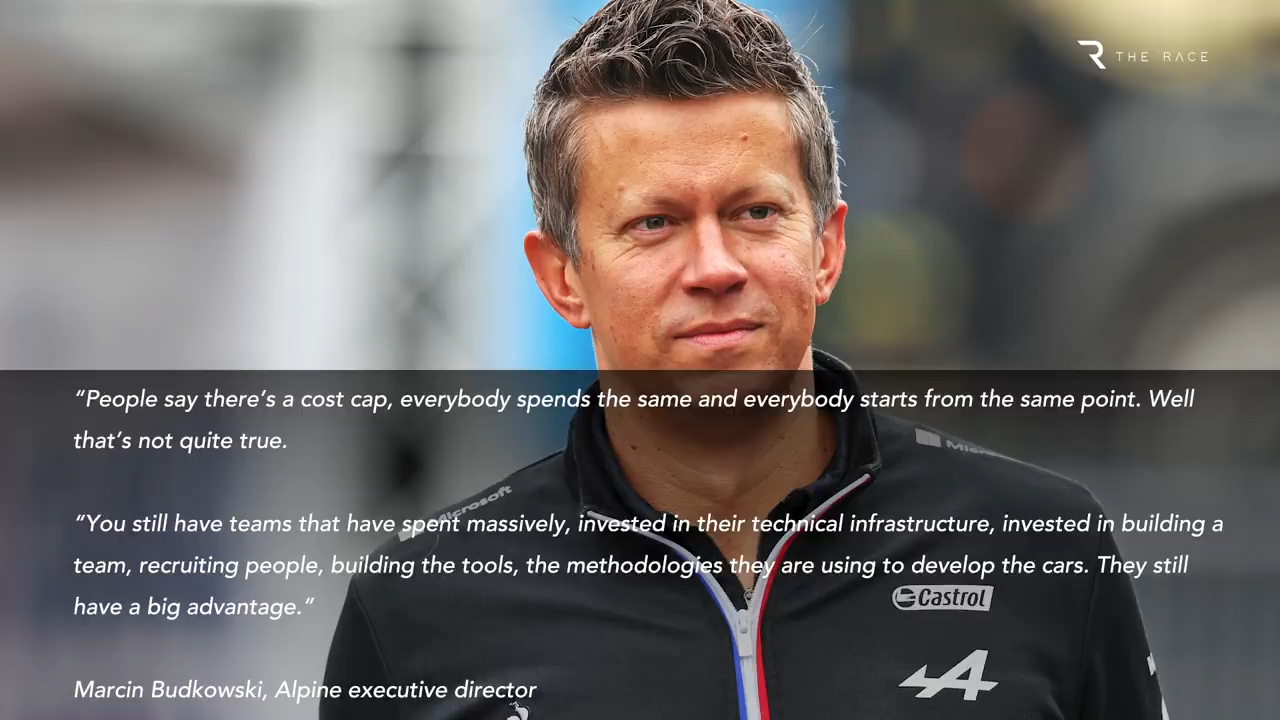 THE RACE
“People say there’s a cost cap, everybody spends the same and everybody starts from the same point. Well
that’s not quite true.
“You still have teams that have spent massively, invested in their technical infrastructure, invested in building a
team, recruiting people, building the tools, the methodologies they are using to develop the cars. They still
have a big advantage.”
Marcin Budkowski, Alpine executive director
Microsoft
Castrol